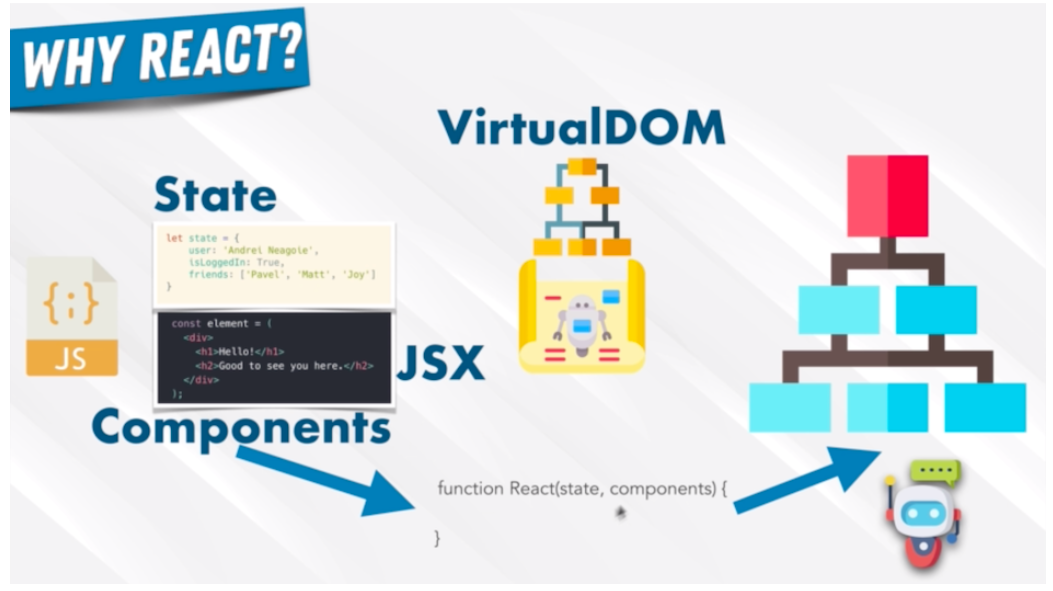 WHY REACT?
VirtualDOM
State
let state = {
user: 'Andrei Neagoie',
isLoggedIn: True,
friends: ['Pavel', 'Matt', 'Joy']
}
{;}
JS
const element = (
<div>
<h1>Hello!</h1>
<h2>Good to see you here.</h2>
</div>
);
JSX
Components
function React(state, components) {
}